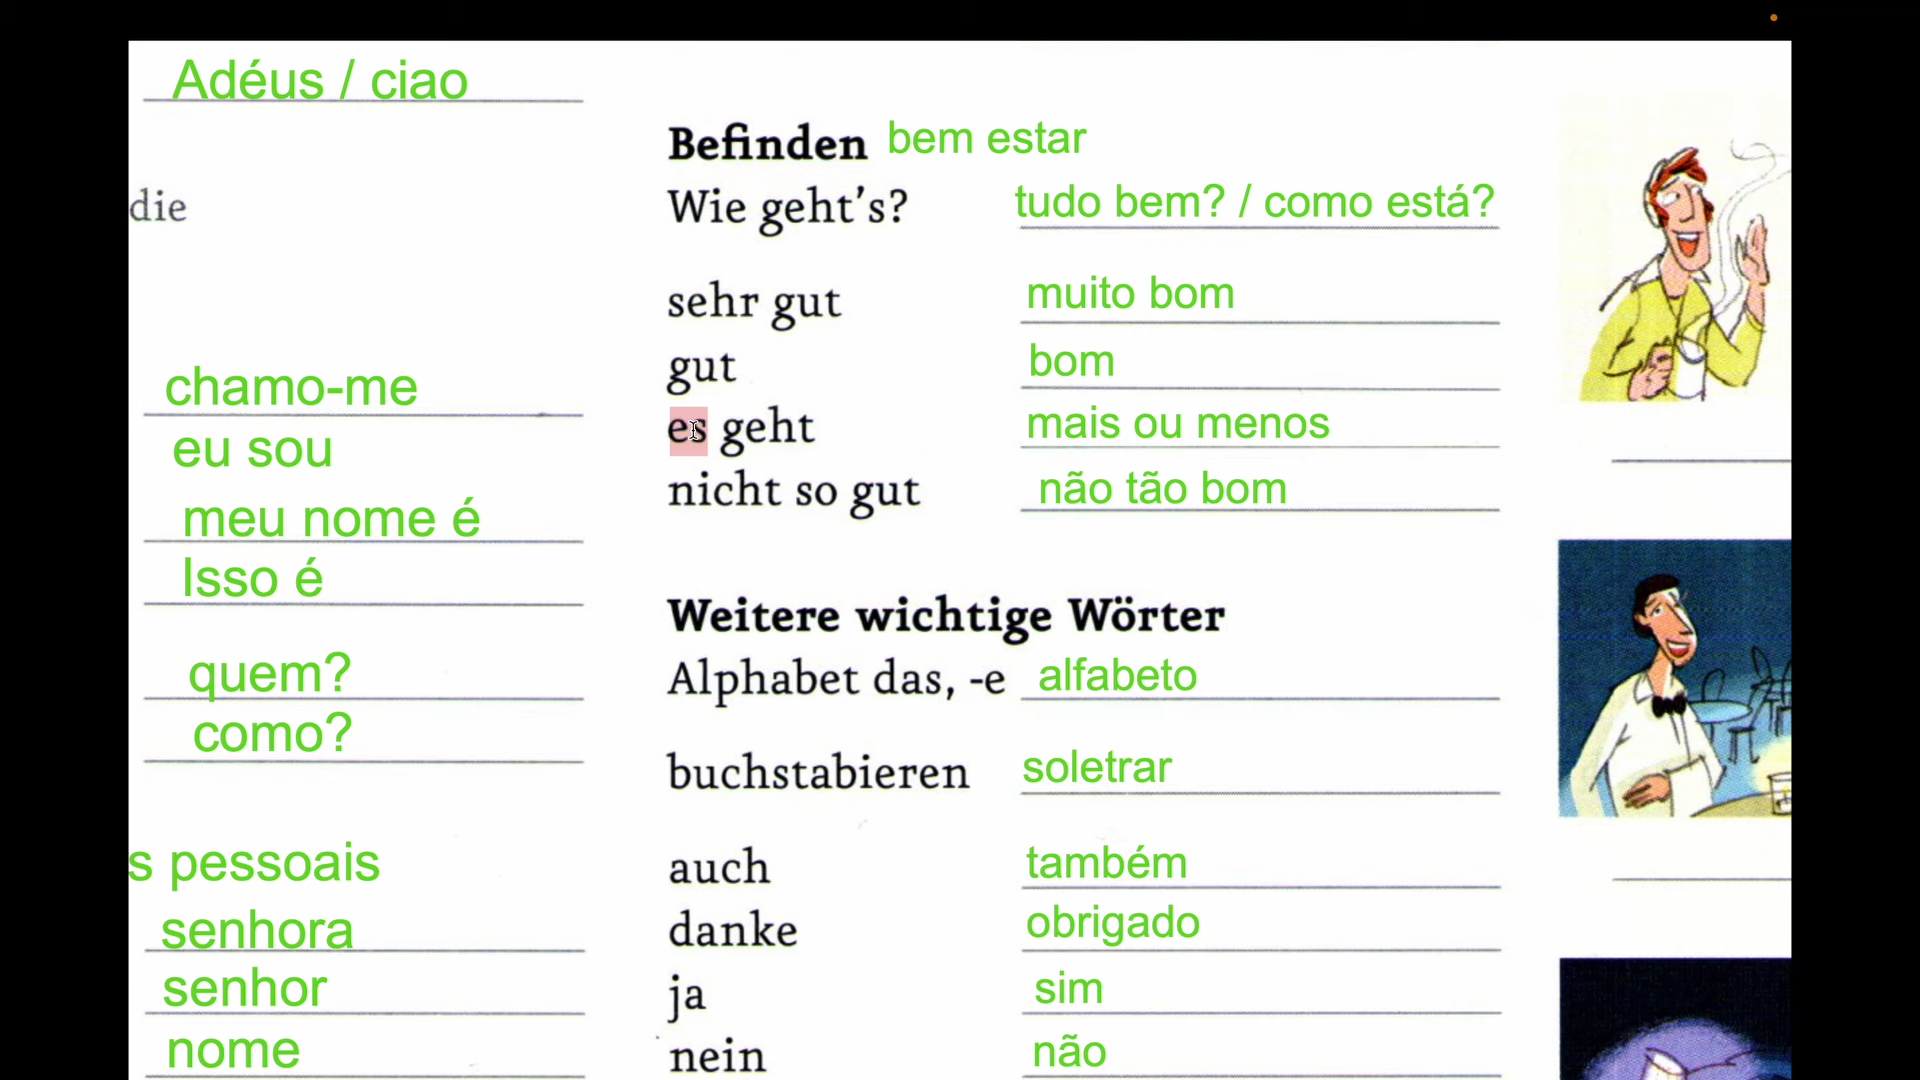 Adéus / ciao
die
chamo-me
eu sou
meu nome é
Isso é
quem?
como?
s pessoais
senhora
senhor
nome
Befinden bem estar
Wie geht's? tudo bem? / como está?
sehr gut muito bom
gut bom
es geht mais ou menos
nicht so gut não tão bom
Weitere wichtige Wörter
Alphabet das, -e alfabeto
buchstabieren soletrar
auch também
danke obrigado
ja sim
nein não